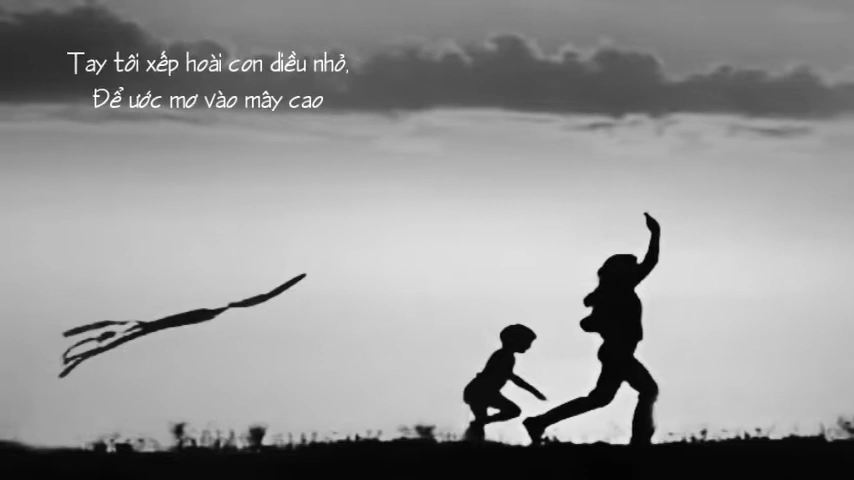 Tay tôi xếp hoài con diều nhỏ,
Để ước mơ vào mây cao